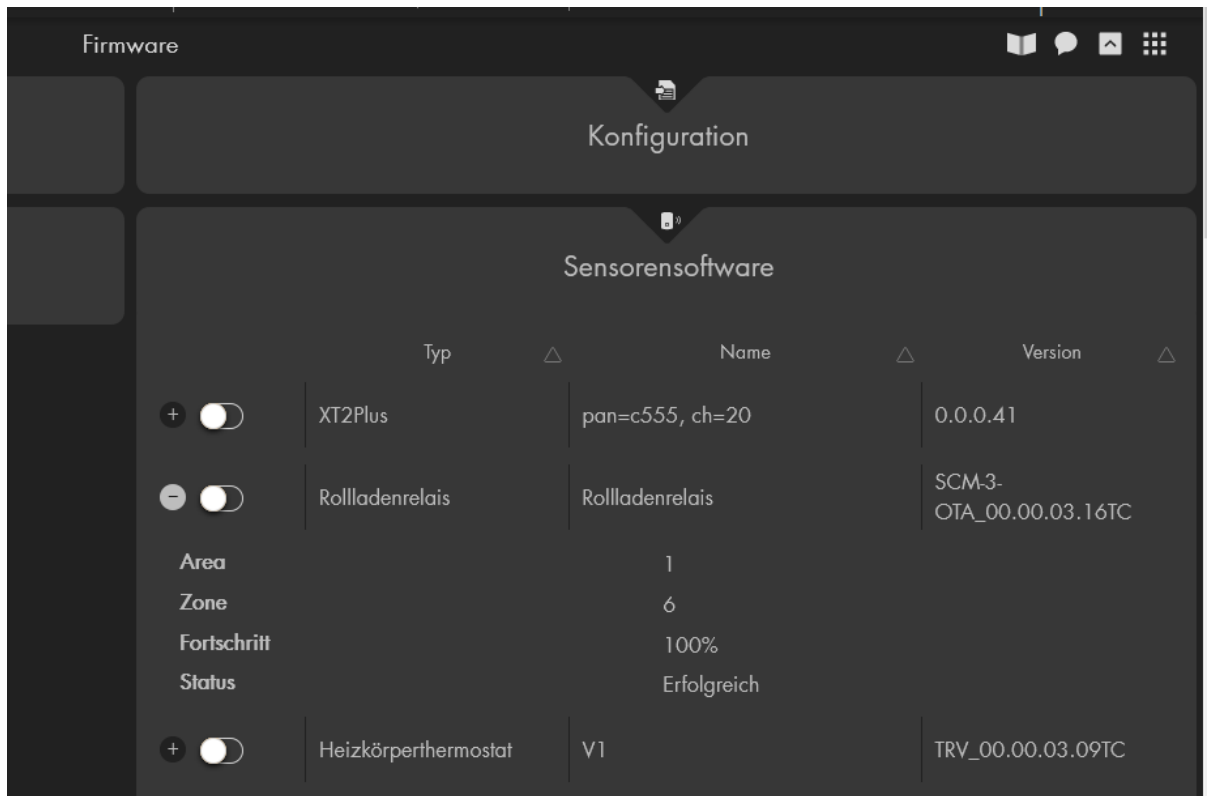 Firmware
Konfiguration
Sensorensoftware
Typ Name Version
XT2Plus pan=c555, ch=20 0.0.0.41
Rollladenrelais Rollladenrelais SCM-3-
OTA_00.00.03.16TC
Area 1
Zone 6
Fortschritt 100%
Status Erfolgreich
Heizkörperthermostat V1 TRV_00.00.03.09TC